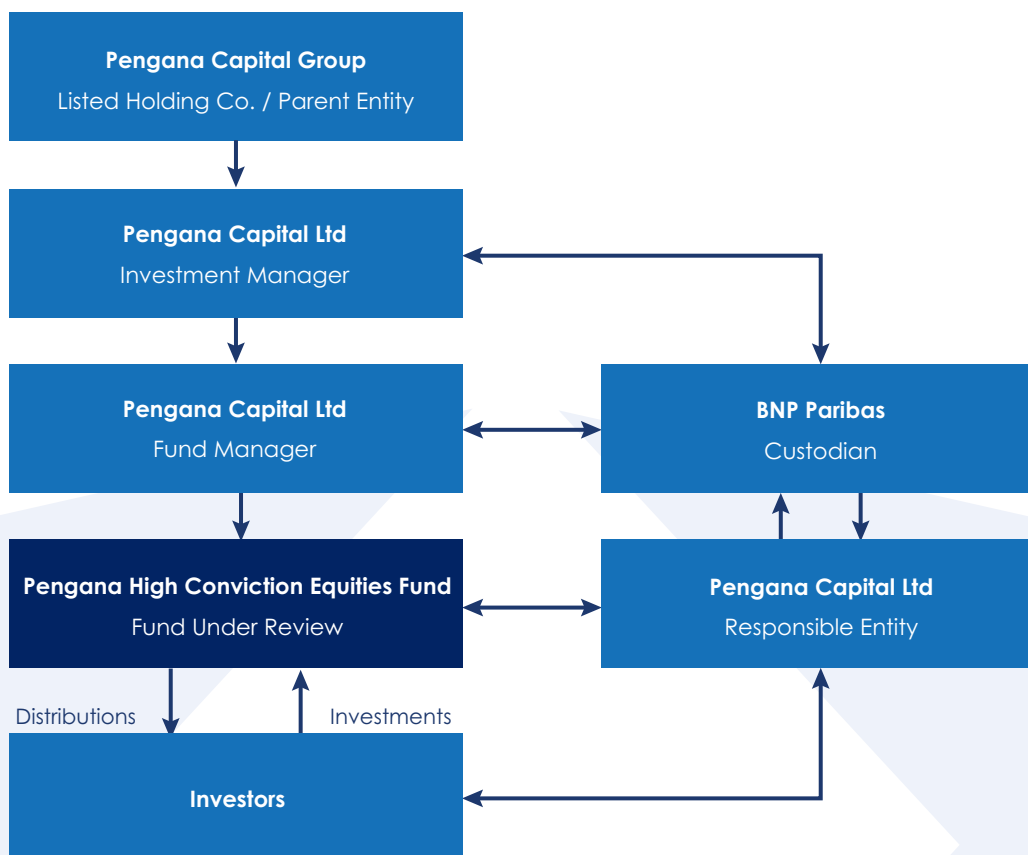 Pengana Capital Group
Listed Holding Co. / Parent Entity
Pengana Capital Ltd
Investment Manager
Pengana Capital Ltd
Fund Manager
BNP Paribas
Custodian
Pengana High Conviction Equities Fund
Fund Under Review
Pengana Capital Ltd
Responsible Entity
Distributions
Investments
Investors